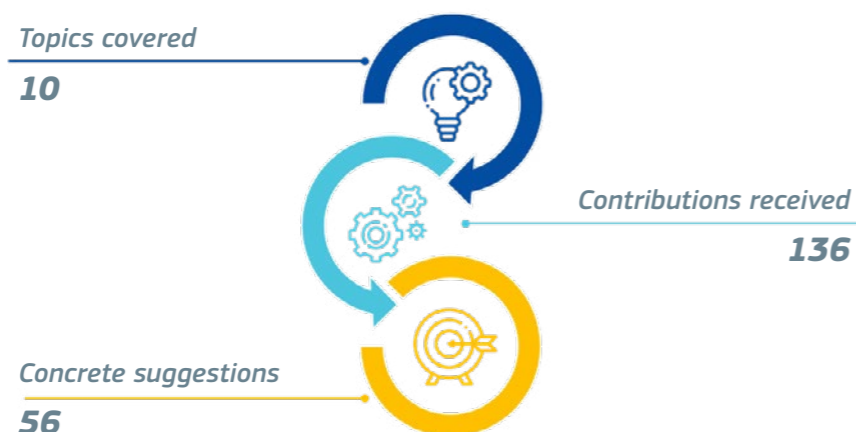 Topics covered
10
Contributions received
136
Concrete suggestions
56